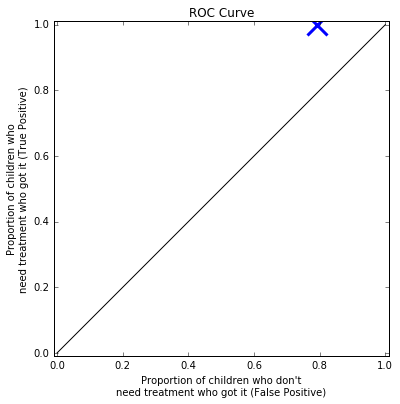 ROC Curve
1.0
0.8
0.6
0.4
0.2
0.0
Proportion of children who
need treatment who got it (True Positive)
0.0 0.2 0.4 0.6 0.8 1.0
Proportion of children who don't
need treatment who got it (False Positive)